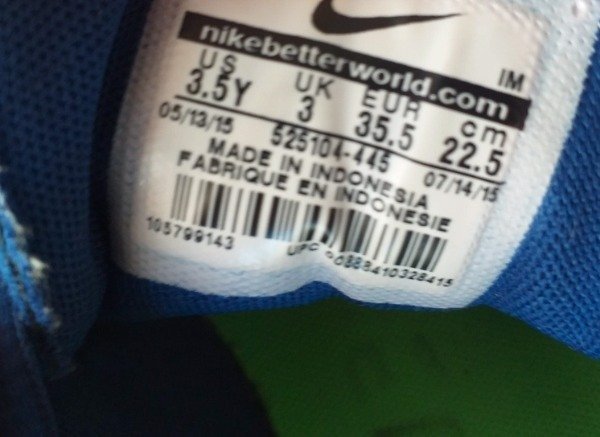 nikebetterworld.com
IM
US UK EUR cm
3.5Y 3 35.5 22.5
05/13/15 525104-445 07/14/15
MADE IN INDONESIA
FABRIQUE EN INDONESIE
105799143 UPC 00888410328415